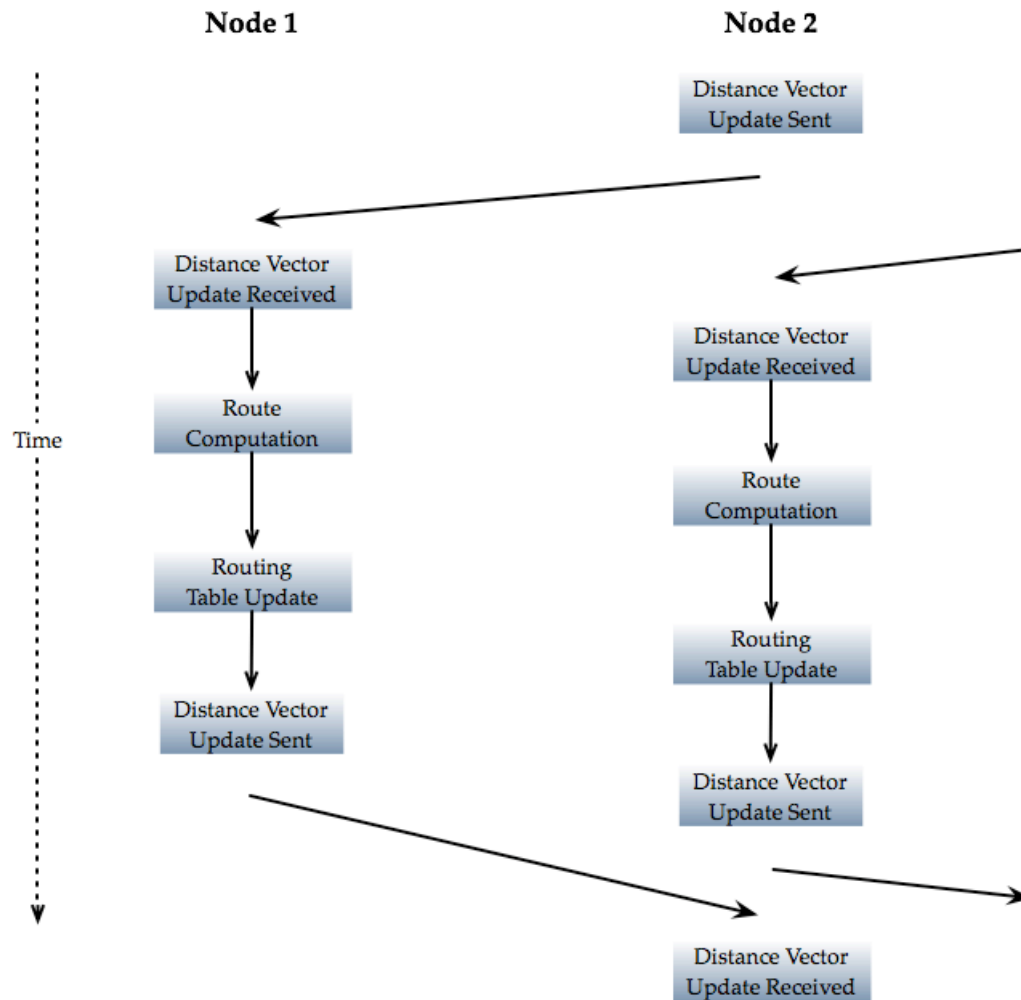 Node 1
Node 2
Distance Vector
Update Sent
Distance Vector
Update Received
Distance Vector
Update Received
Route
Computation
Time
Route
Computation
Routing
Table Update
Routing
Table Update
Distance Vector
Update Sent
Distance Vector
Update Sent
Distance Vector
Update Received